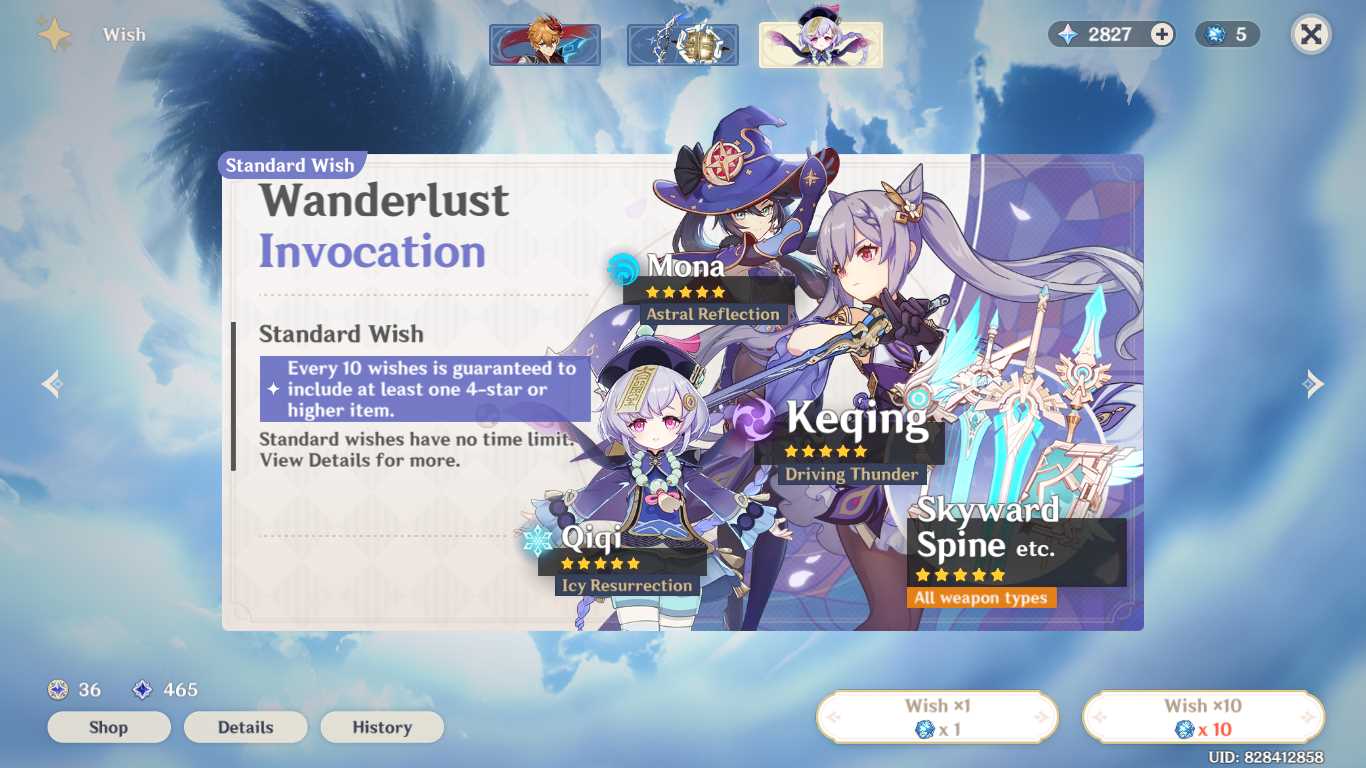 Wish
2827
5
Standard Wish
Wanderlust
Invocation
Standard Wish
Every 10 wishes is guaranteed to
include at least one 4-star or
higher item.
Standard wishes have no time limit.
View Details for more.
Mona
Astral Reflection
Keqing
Driving Thunder
Qiqi
Icy Resurrection
Skyward
Spine etc.
All weapon types
36
465
Shop
Details
History
Wish ×1
x 1
Wish ×10
x 10
UID: 828412858